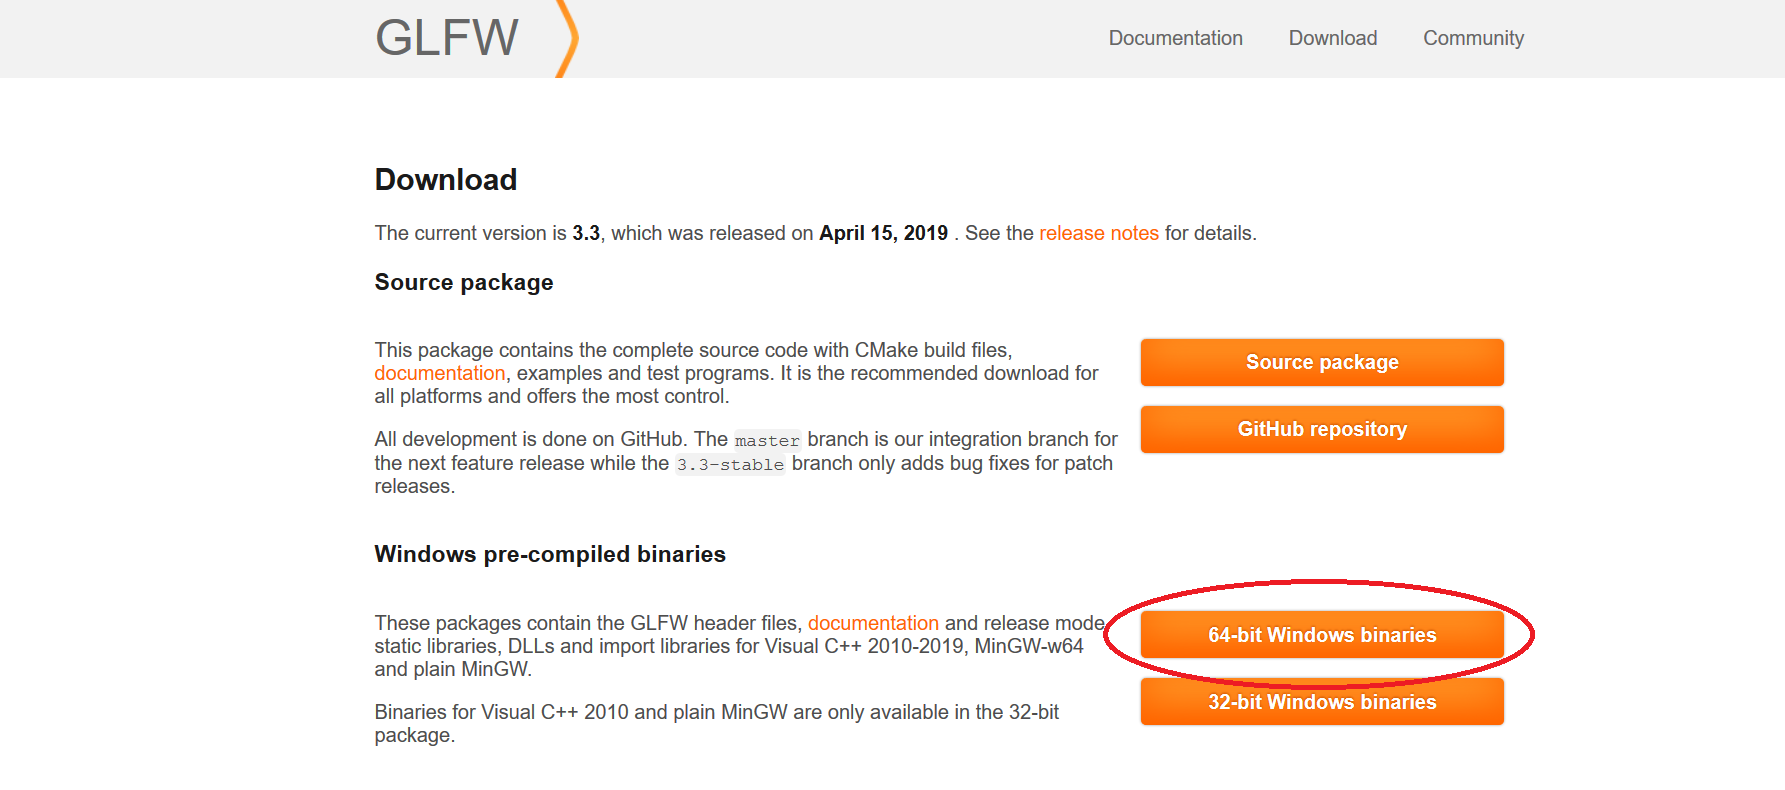 GLFW
Documentation Download Community
Download
The current version is 3.3, which was released on April 15, 2019 . See the release notes for details.
Source package
This package contains the complete source code with CMake build files,
documentation, examples and test programs. It is the recommended download for
all platforms and offers the most control.
Source package
GitHub repository
All development is done on GitHub. The master branch is our integration branch for
the next feature release while the 3.3-stable branch only adds bug fixes for patch
releases.
Windows pre-compiled binaries
These packages contain the GLFW header files, documentation and release mode
static libraries, DLLs and import libraries for Visual C++ 2010-2019, MinGW-w64
and plain MinGW.
64-bit Windows binaries
32-bit Windows binaries
Binaries for Visual C++ 2010 and plain MinGW are only available in the 32-bit
package.